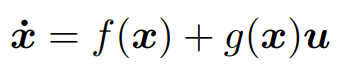 ẋ = f(x) + g(x)u